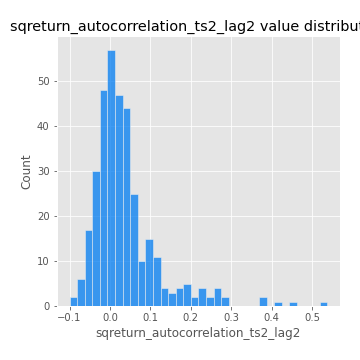 sqreturn_autocorrelation_ts2_lag2 value distribut
50
40
30
20
10
0
Count
−0.1 0.0 0.1 0.2 0.3 0.4 0.5
sqreturn_autocorrelation_ts2_lag2